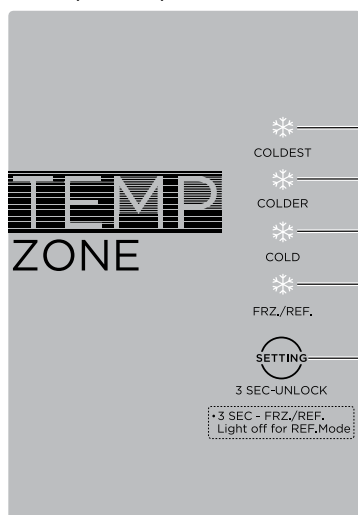 TEMP
ZONE
COLDEST
COLDER
COLD
FRZ./REF.
SETTING
3 SEC-UNLOCK
•3 SEC - FRZ./REF.
Light off for REF.Mode